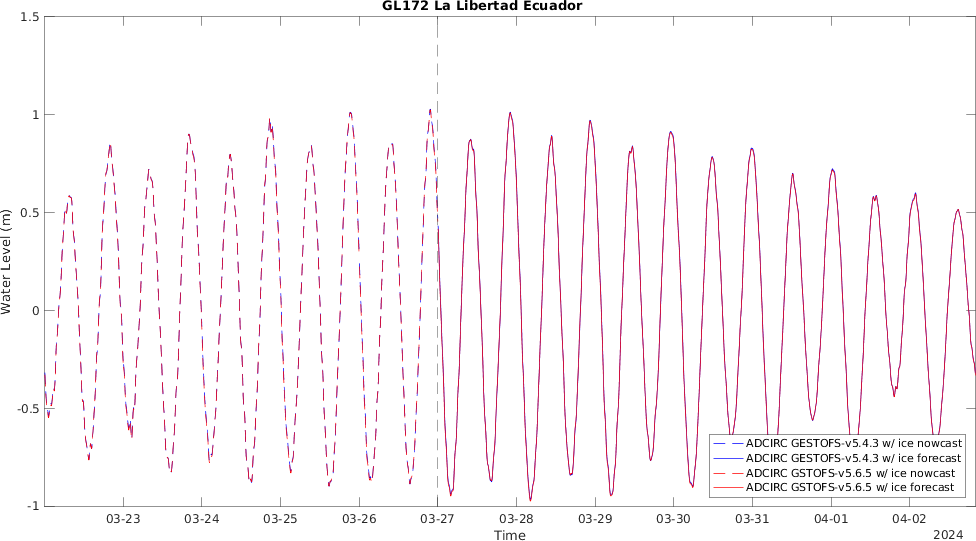 GL172 La Libertad Ecuador
1.5
1
0.5
0
-0.5
-1
Water Level (m)
03-23
03-24
03-25
03-26
03-27
03-28
03-29
03-30
03-31
04-01
04-02
Time
2024
ADCIRC GESTOFS-v5.4.3 w/ ice nowcast
ADCIRC GESTOFS-v5.4.3 w/ ice forecast
ADCIRC GSTOFS-v5.6.5 w/ ice nowcast
ADCIRC GSTOFS-v5.6.5 w/ ice forecast